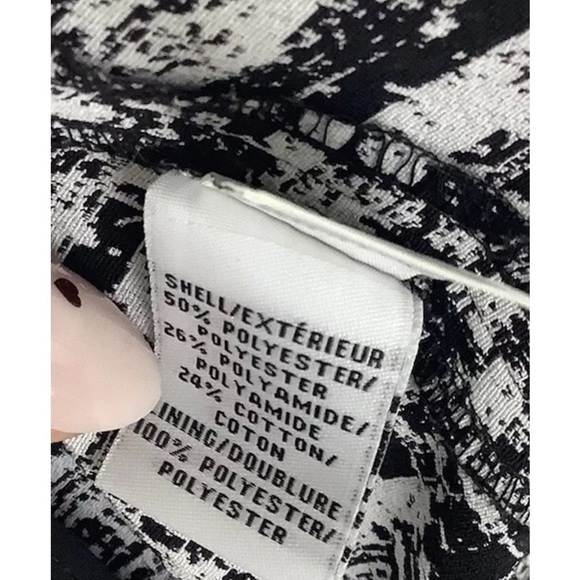 SHELL/EXTÉRIEUR
50% POLYESTER/
POLYESTER
26% POLYAMIDE/
POLYAMIDE
24% COTTON/
COTON
LINING/DOUBLURE
100% POLYESTER/
POLYESTER